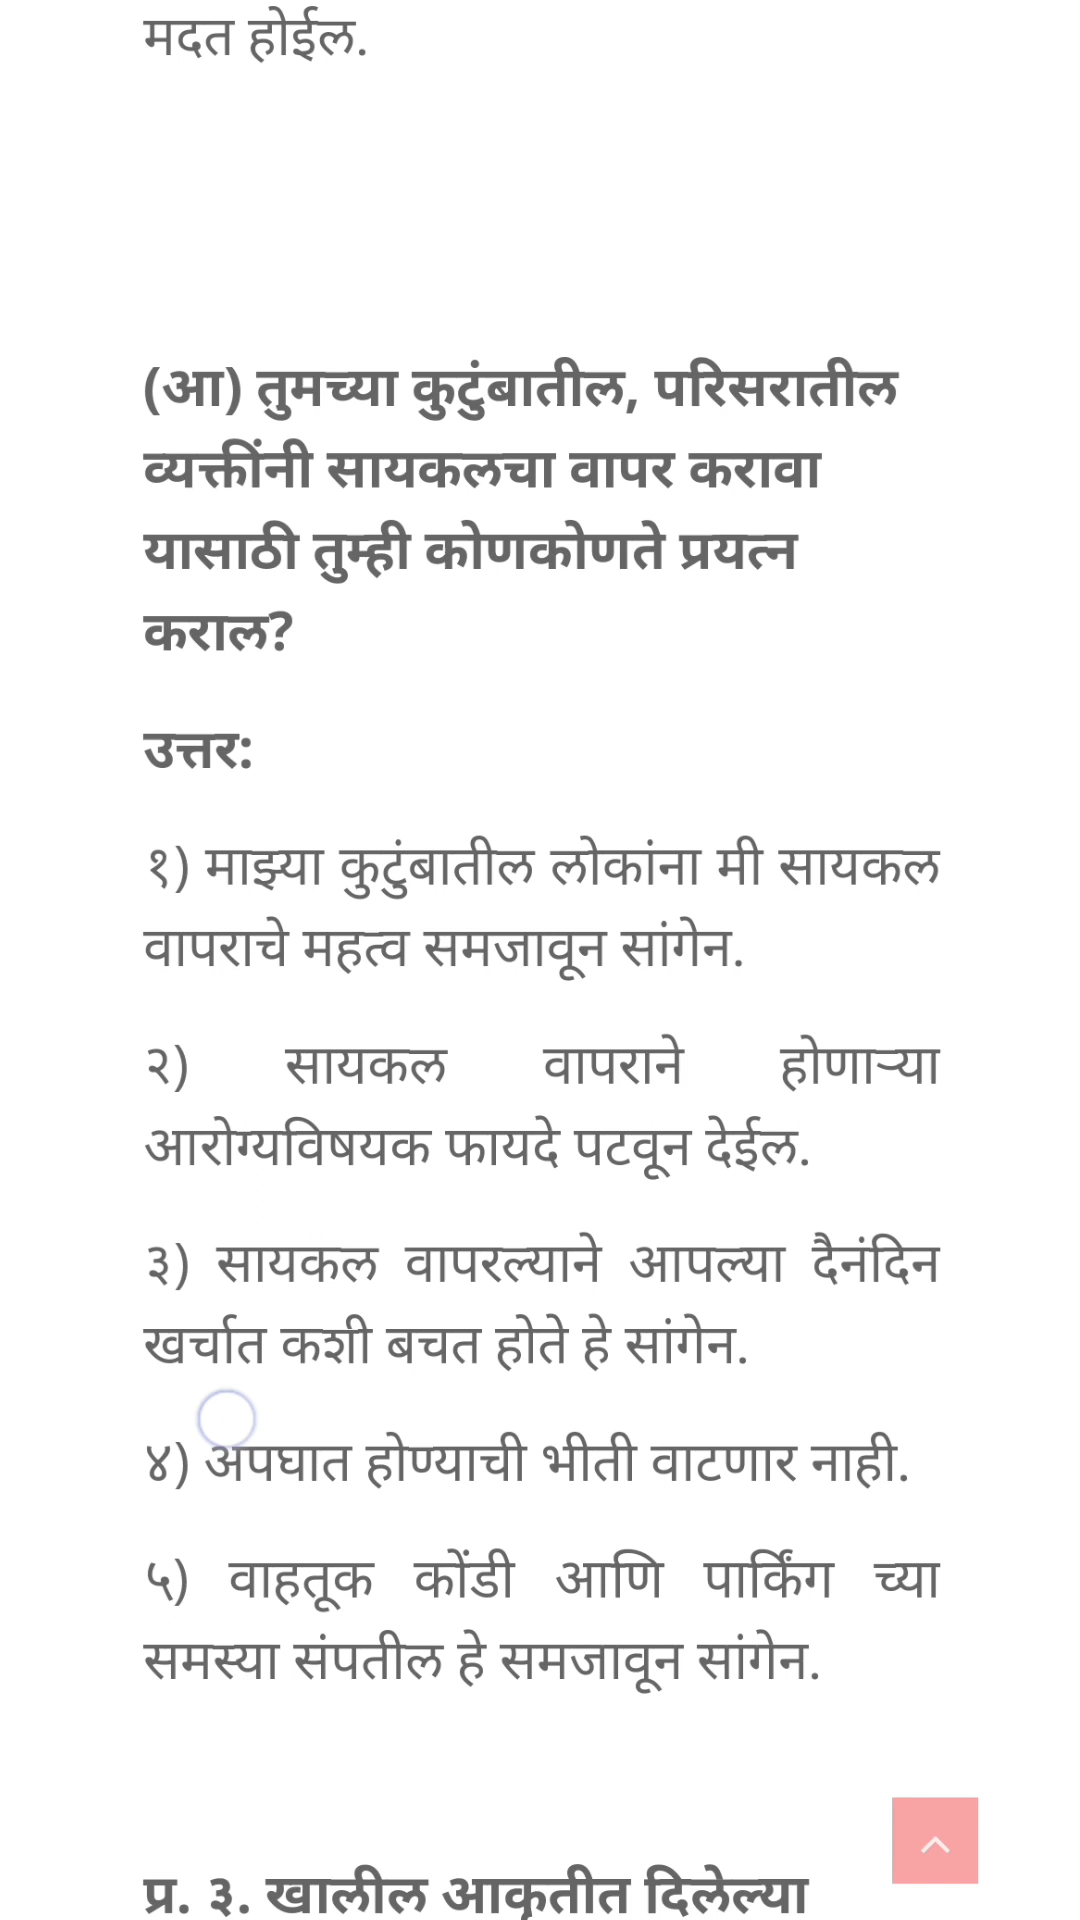 मदत होईल.
(आ) तुमच्या कुटुंबातील, परिसरातील
व्यक्तींनी सायकलचा वापर करावा
यासाठी तुम्ही कोणकोणते प्रयत्न
कराल?
उत्तर:
१) माझ्या कुटुंबातील लोकांना मी सायकल
वापराचे महत्व समजावून सांगेन.
२) सायकल वापराने होणाऱ्या
आरोग्यविषयक फायदे पटवून देईल.
३) सायकल वापरल्याने आपल्या दैनंदिन
खर्चात कशी बचत होते हे सांगेन.
४) अपघात होण्याची भीती वाटणार नाही.
५) वाहतूक कोंडी आणि पार्किंग च्या
समस्या संपतील हे समजावून सांगेन.
प्र. ३. खालील आकृतीत दिलेल्या